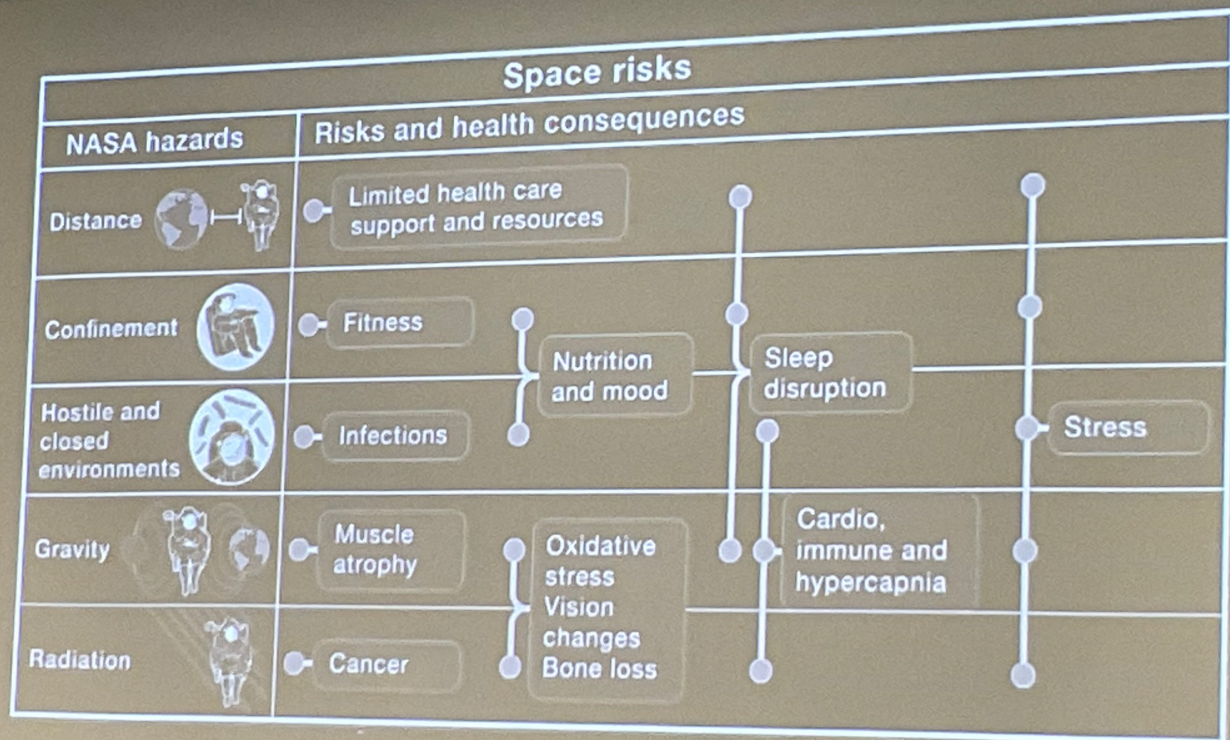 Space risks
NASA hazards
Risks and health consequences
Distance
Limited health care
support and resources
Confinement
Fitness
Nutrition
and mood
Sleep
disruption
Hostile and
closed
environments
Infections
Stress
Gravity
Muscle
atrophy
Oxidative
stress
Vision
changes
Bone loss
Cardio,
immune and
hypercapnia
Radiation
Cancer